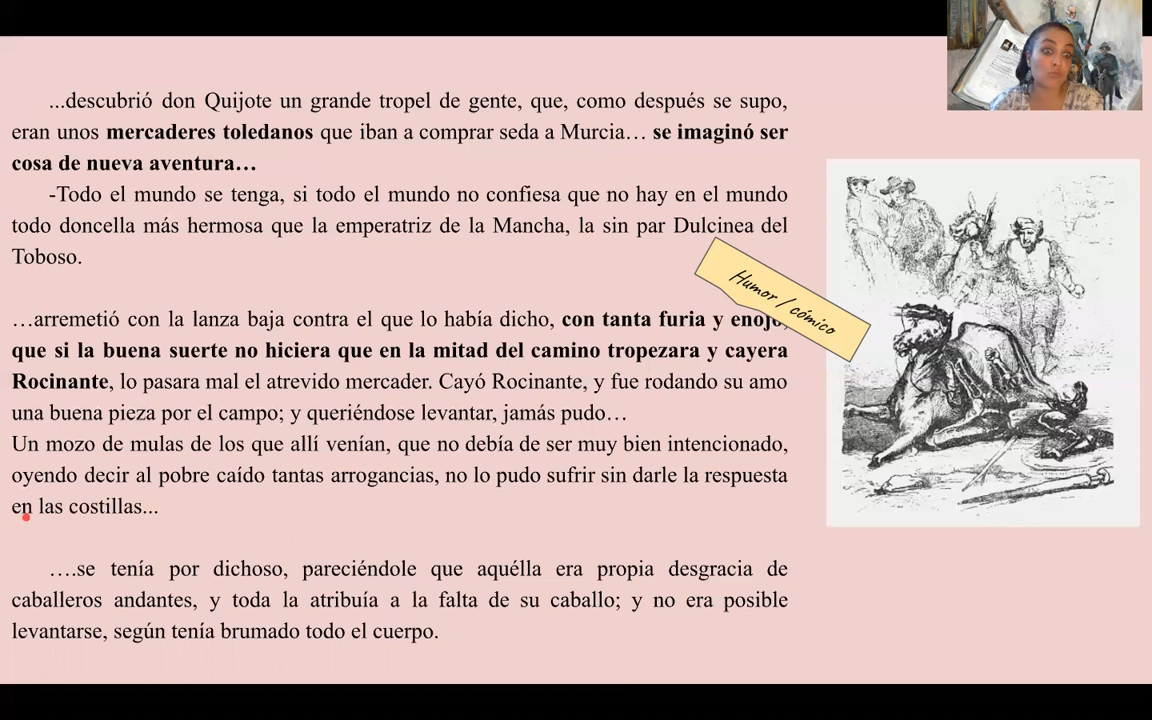 ...descubrió don Quijote un grande tropel de gente, que, como después se supo,
eran unos mercaderes toledanos que iban a comprar seda a Murcia… se imaginó ser
cosa de nueva aventura…
-Todo el mundo se tenga, si todo el mundo no confiesa que no hay en el mundo
todo doncella más hermosa que la emperatriz de la Mancha, la sin par Dulcinea del
Toboso.
…arremetió con la lanza baja contra el que lo había dicho, con tanta furia y enojo,
que si la buena suerte no hiciera que en la mitad del camino tropezara y cayera
Rocinante, lo pasara mal el atrevido mercader. Cayó Rocinante, y fue rodando su amo
una buena pieza por el campo; y queriéndose levantar, jamás pudo…
Un mozo de mulas de los que allí venían, que no debía de ser muy bien intencionado,
oyendo decir al pobre caído tantas arrogancias, no lo pudo sufrir sin darle la respuesta
en las costillas...
….se tenía por dichoso, pareciéndole que aquélla era propia desgracia de
caballeros andantes, y toda la atribuía a la falta de su caballo; y no era posible
levantarse, según tenía brumado todo el cuerpo.
Humor / cómico